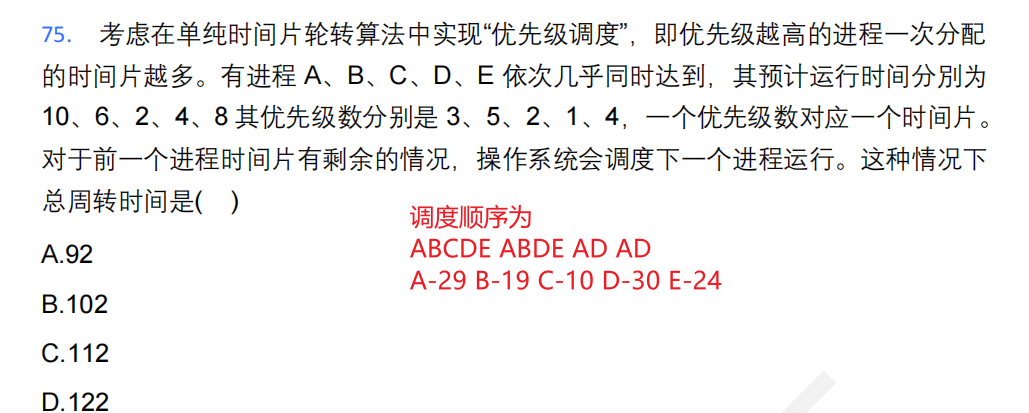 75. 考虑在单纯时间片轮转算法中实现“优先级调度”，即优先级越高的进程一次分配
的时间片越多。有进程 A、B、C、D、E 依次几乎同时达到，其预计运行时间分别为
10、6、2、4、8 其优先级数分别是 3、5、2、1、4，一个优先级数对应一个时间片。
对于前一个进程时间片有剩余的情况，操作系统会调度下一个进程运行。这种情况下
总周转时间是( )
调度顺序为
ABCDE ABDE AD AD
A.92
A-29 B-19 C-10 D-30 E-24
B.102
C.112
D.122